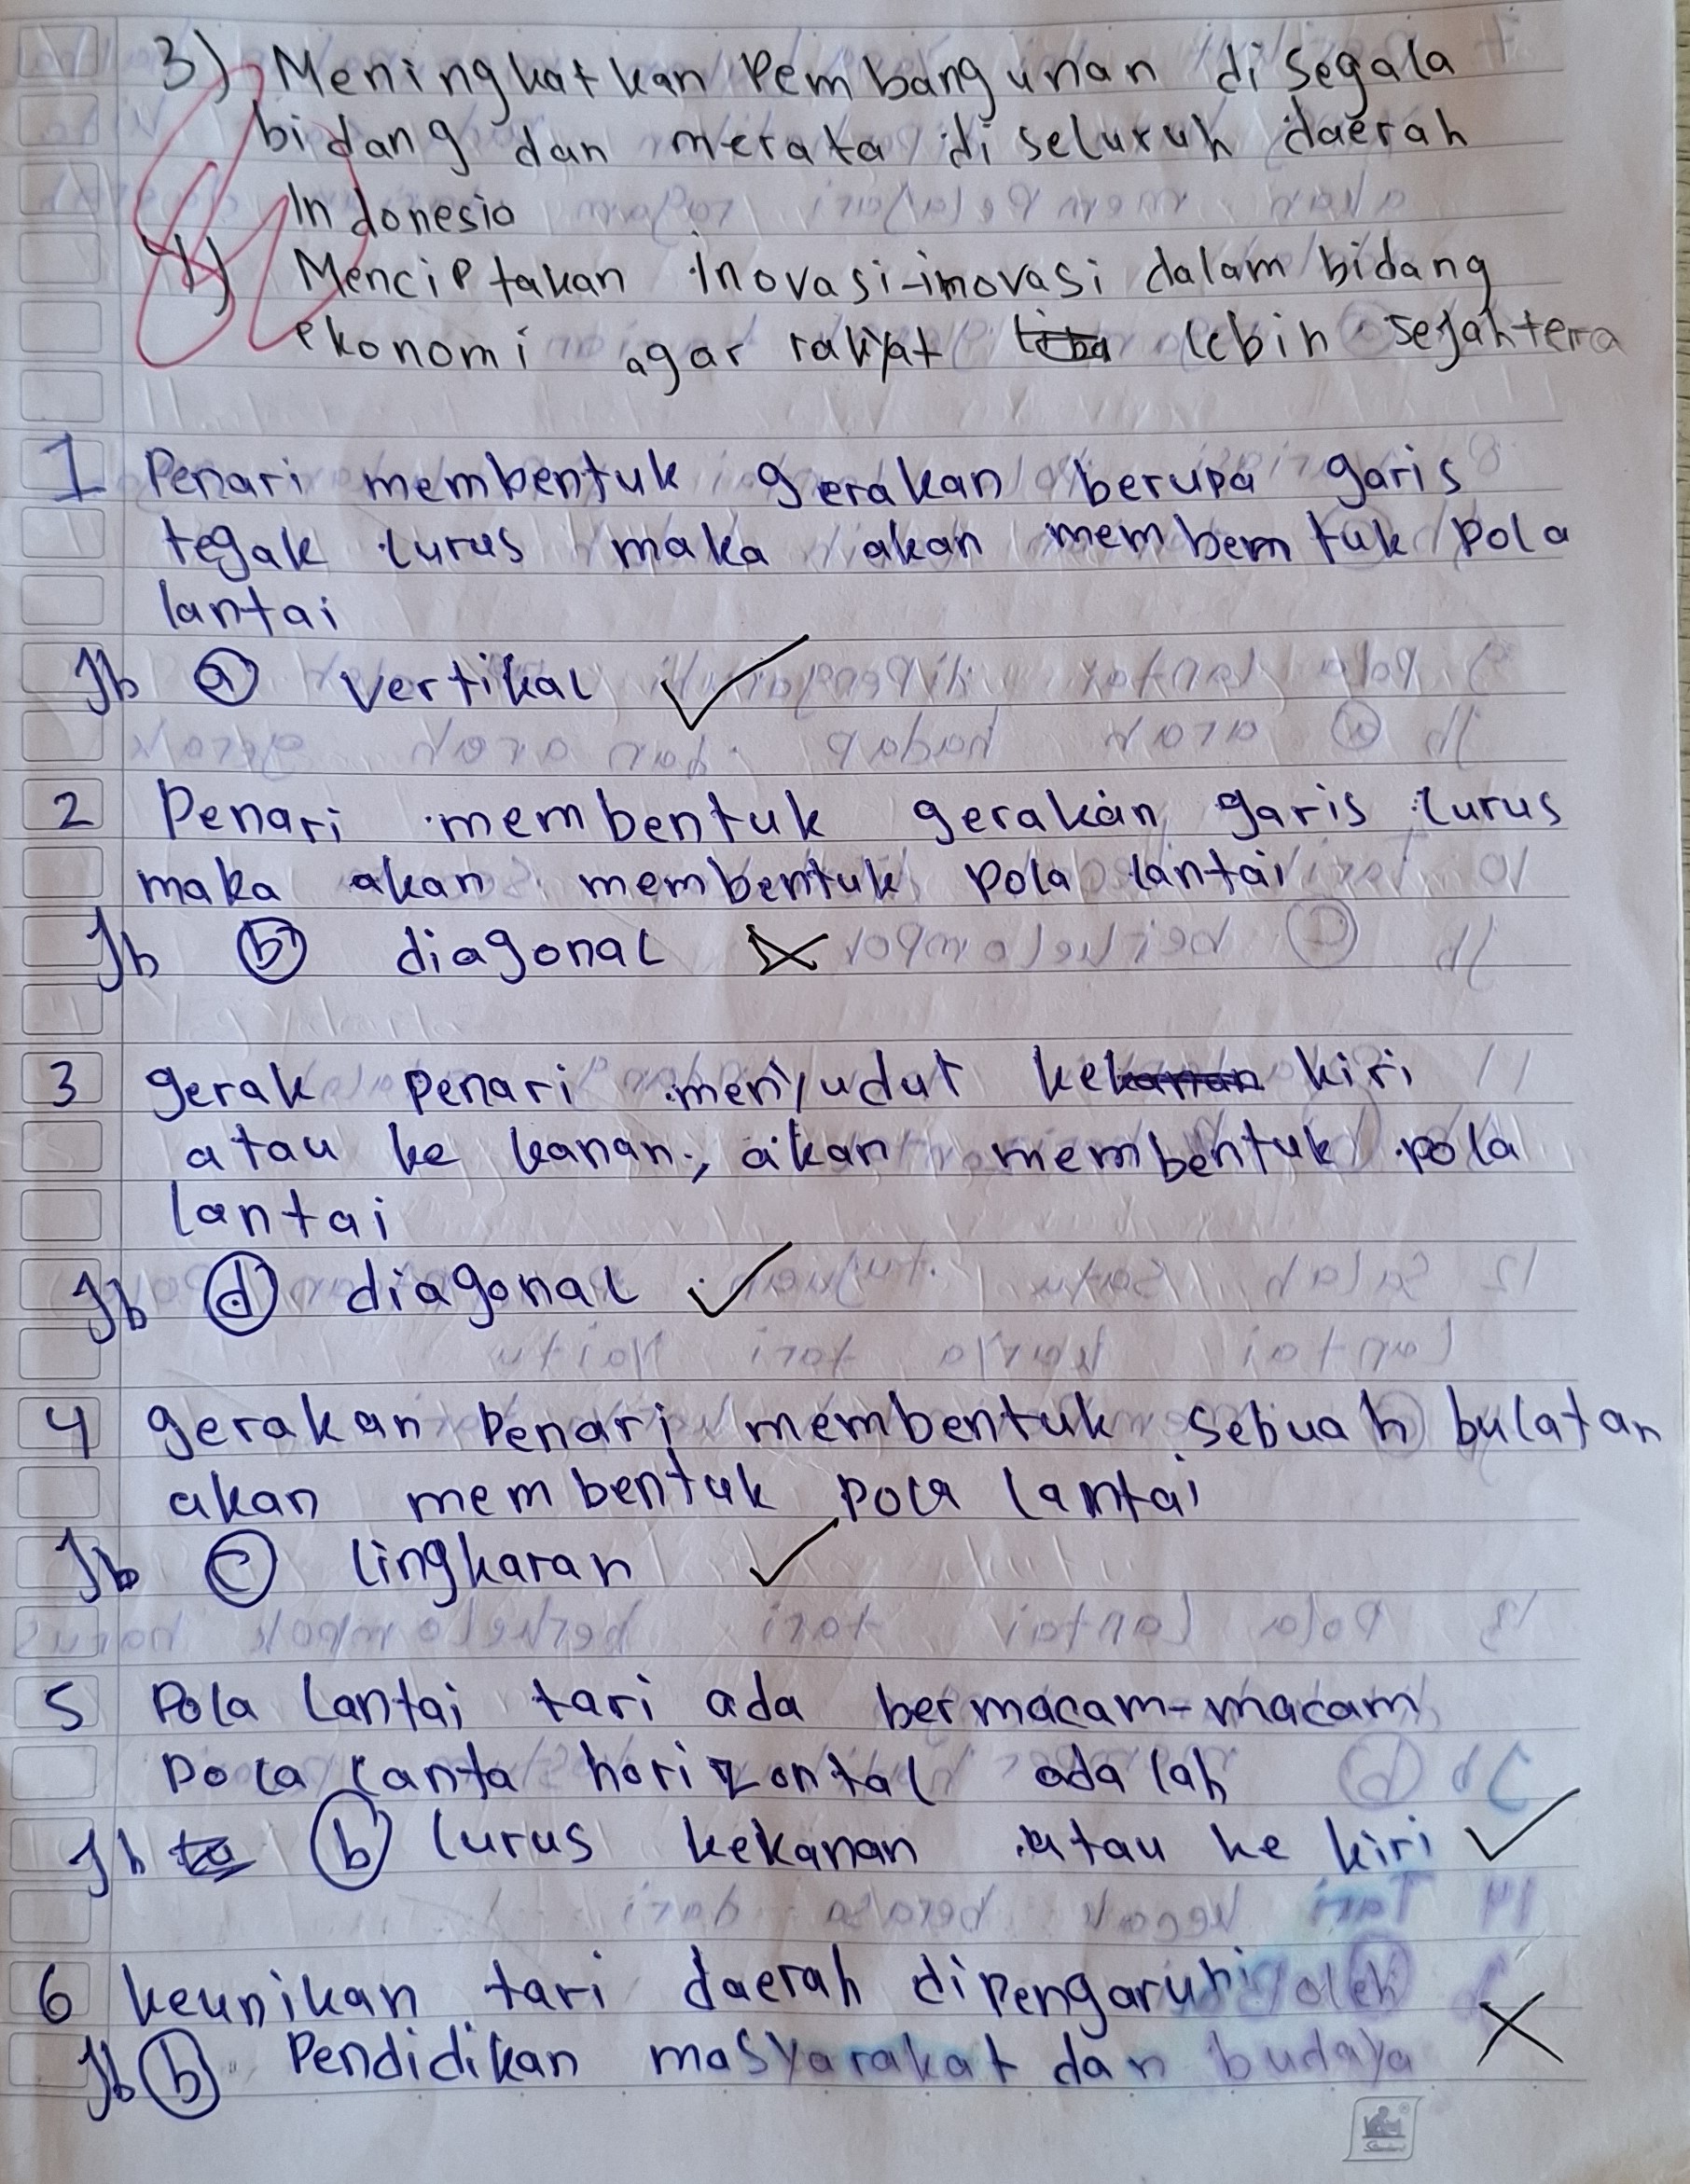 3) Meningkatkan Pembangunan di segala
bidang dan merata di seluruh daerah
Indonesia
4) Menciptakan inovasi-inovasi dalam bidang
ekonomi agar rakyat lebih sejahtera
1 Penari membentuk gerakan berupa garis
tegak lurus maka akan membemtuk pola
lantai
Jb a vertikal ✓
2 Penari membentuk gerakan garis lurus
maka akan membentuk pola lantai
Jb b diagonal ×
3 gerak penari menyudut kekanan kiri
atau ke kanan, akan membentuk pola
lantai
Jb d diagonal ✓
4 gerakan Penari membentuk sebuah bulatan
akan membentuk pola lantai
Jb c lingkaran ✓
5 Pola lantai tari ada bermacam-macam
Pola lanta horizontal adalah
Jb b lurus kekanan atau ke kiri ✓
6 keunikan tari daerah dipengaruhi oleh
Jb b Pendidikan masyarakat dan budaya ×